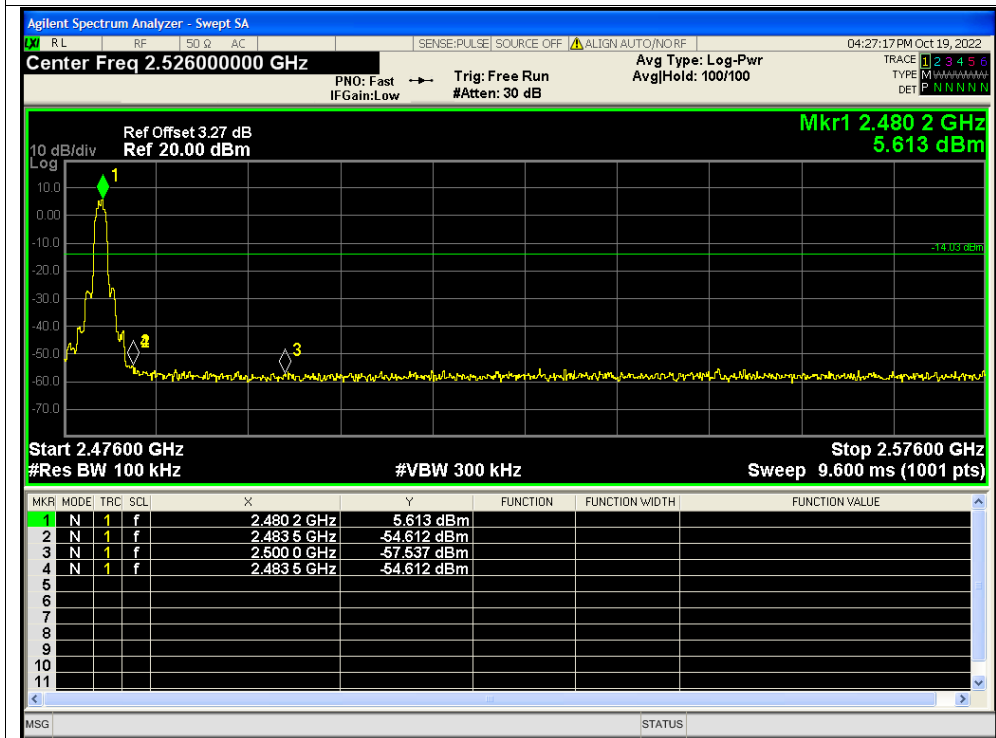 Agilent Spectrum Analyzer - Swept SA
LXI RL RF 50 Ω AC SENSE:PULSE SOURCE OFF ALIGN AUTO/NO RF 04:27:17 PM Oct 19, 2022
Center Freq 2.526000000 GHz Avg Type: Log-Pwr TRACE 1 2 3 4 5 6
PNO: Fast Trig: Free Run Avg|Hold: 100/100 TYPE M
IFGain:Low #Atten: 30 dB DET P N N N N N
Mkr1 2.480 2 GHz
5.613 dBm
Ref Offset 3.27 dB
10 dB/div Ref 20.00 dBm
Log
1
10.0
0.00
-10.0
-14.03 dBm
-20.0
-30.0
-40.0
-50.0
3
-60.0
-70.0
Start 2.47600 GHz Stop 2.57600 GHz
#Res BW 100 kHz #VBW 300 kHz Sweep 9.600 ms (1001 pts)
MKR MODE TRC SCL X Y FUNCTION FUNCTION WIDTH FUNCTION VALUE
1 N 1 f 2.480 2 GHz 5.613 dBm
2 N 1 f 2.483 5 GHz -54.612 dBm
3 N 1 f 2.500 0 GHz -57.537 dBm
4 N 1 f 2.483 5 GHz -54.612 dBm
5
6
7
8
9
10
11
MSG STATUS